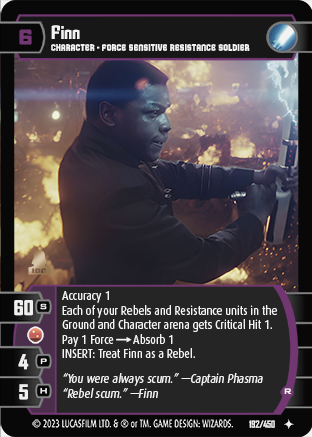 6
Finn
CHARACTER • FORCE SENSITIVE RESISTANCE SOLDIER
IDC
60 S
4 P
5 H
Accuracy 1
Each of your Rebels and Resistance units in the
Ground and Character arena gets Critical Hit 1.
Pay 1 Force → Absorb 1
INSERT: Treat Finn as a Rebel.
“You were always scum.” —Captain Phasma
“Rebel scum.” —Finn
R
© 2023 LUCASFILM LTD. & ® or TM. GAME DESIGN: WIZARDS.
192/450